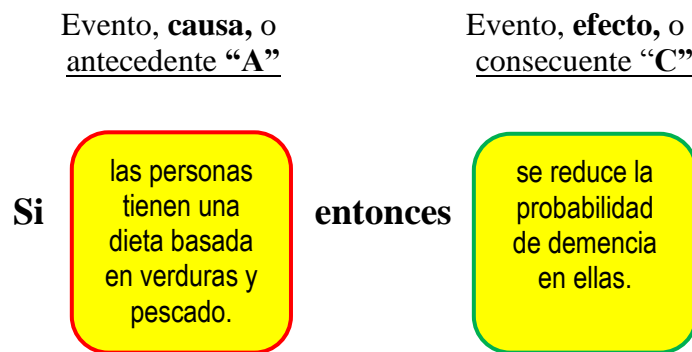 Evento, causa, o
antecedente “A”
Evento, efecto, o
consecuente “C”
Si
las personas
tienen una
dieta basada
en verduras y
pescado.
entonces
se reduce la
probabilidad
de demencia
en ellas.